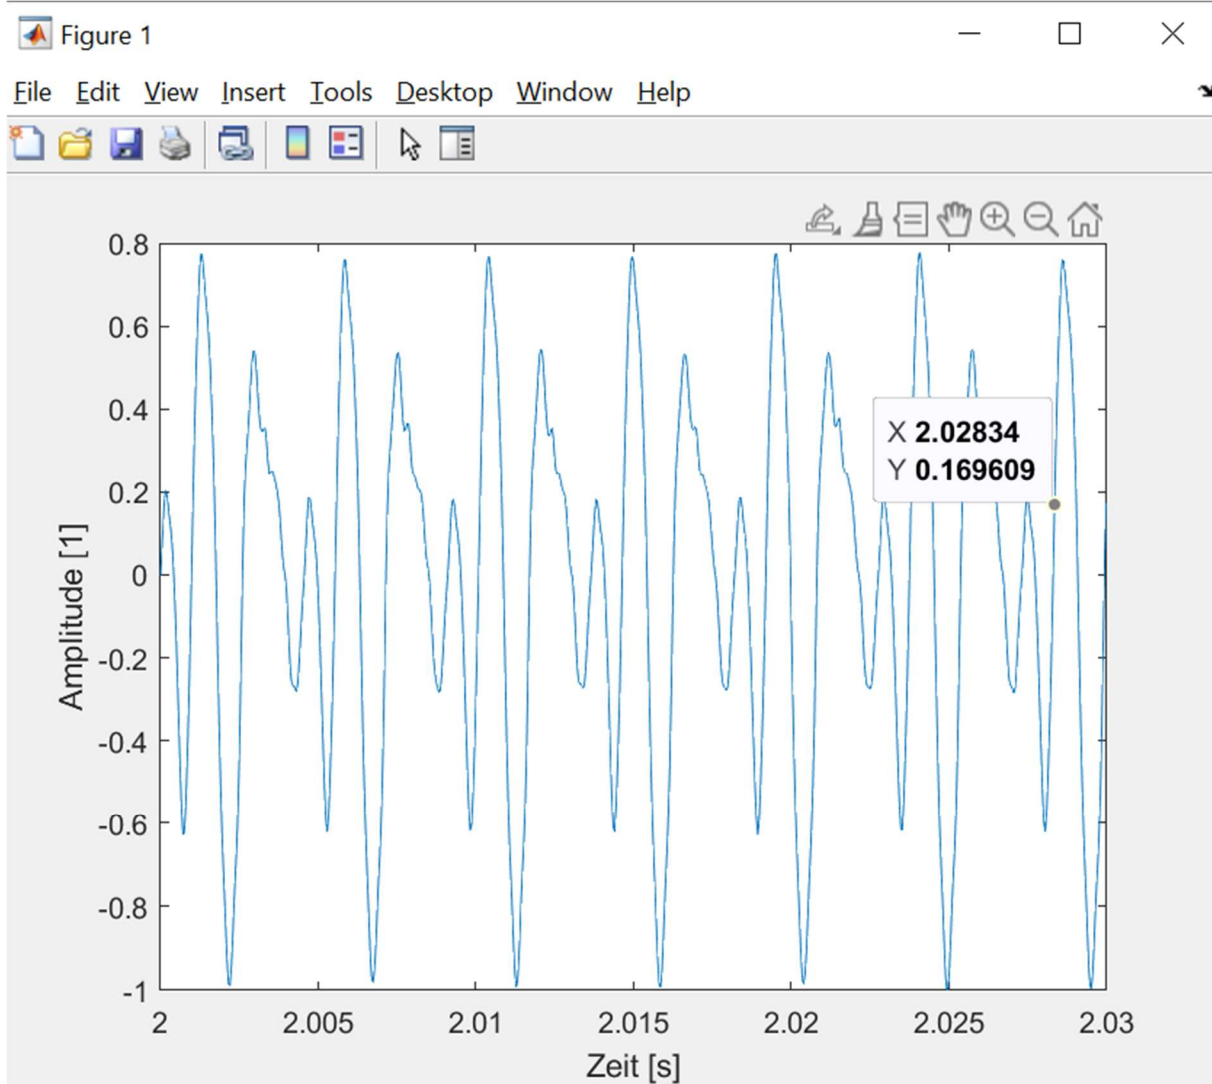 Figure 1
File Edit View Insert Tools Desktop Window Help
0.8
0.6
0.4
0.2
0
-0.2
-0.4
-0.6
-0.8
-1
Amplitude [1]
X 2.02834
Y 0.169609
2 2.005 2.01 2.015 2.02 2.025 2.03
Zeit [s]